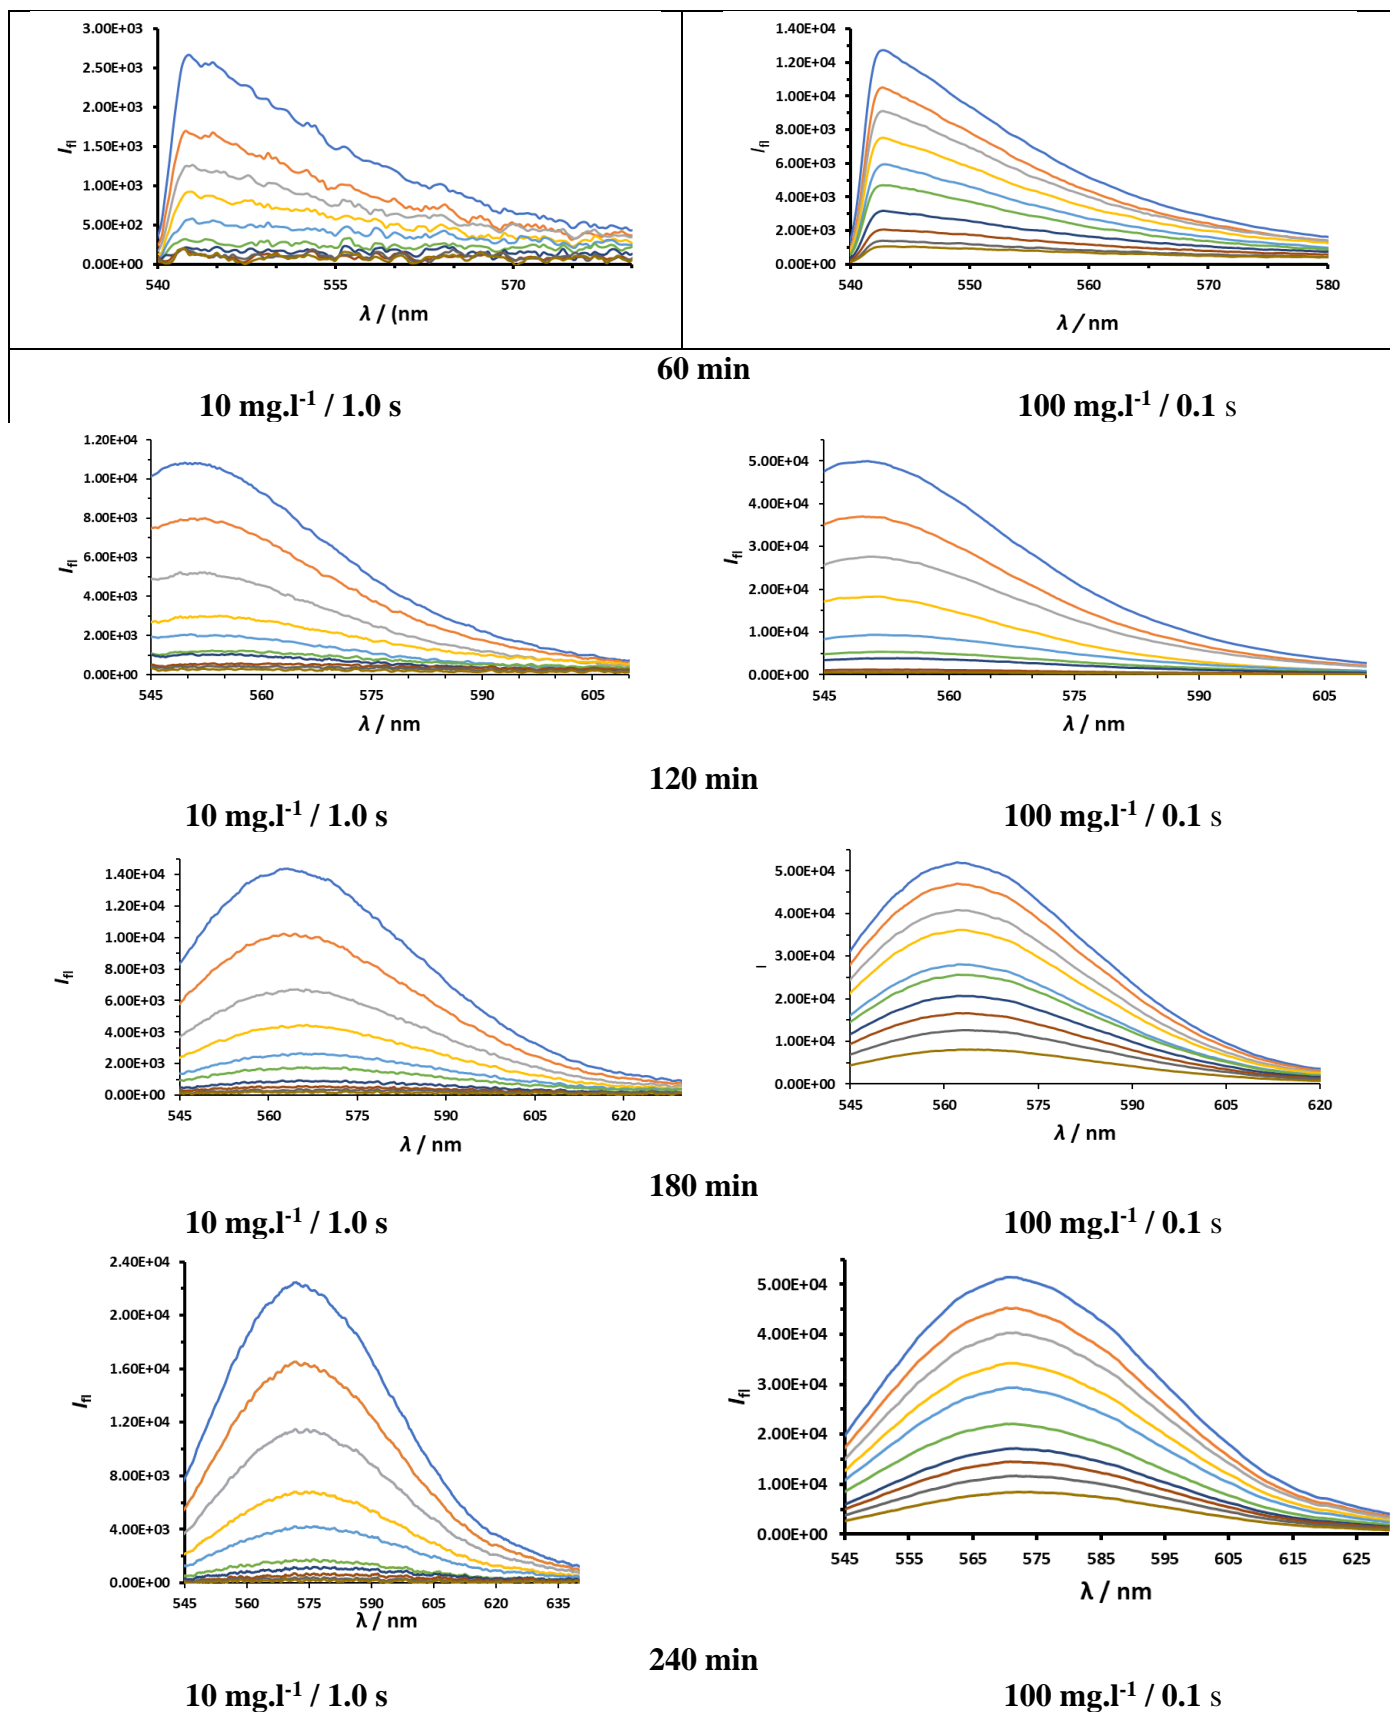 3.00E+03
2.50E+03
2.00E+03
1.50E+03
1.00E+03
5.00E+02
0.00E+00
Ifl
540 555 570
λ / (nm
1.40E+04
1.20E+04
1.00E+04
8.00E+03
6.00E+03
4.00E+03
2.00E+03
0.00E+00
Ifl
540 550 560 570 580
λ / nm
60 min
10 mg.l-1 / 1.0 s 100 mg.l-1 / 0.1 s
1.20E+04
1.00E+04
8.00E+03
6.00E+03
4.00E+03
2.00E+03
0.00E+00
Ifl
545 560 575 590 605
λ / nm
5.00E+04
4.00E+04
3.00E+04
2.00E+04
1.00E+04
0.00E+00
Ifl
545 560 575 590 605
λ / nm
120 min
10 mg.l-1 / 1.0 s 100 mg.l-1 / 0.1 s
1.40E+04
1.20E+04
1.00E+04
8.00E+03
6.00E+03
4.00E+03
2.00E+03
0.00E+00
Ifl
545 560 575 590 605 620
λ / nm
5.00E+04
4.00E+04
3.00E+04
2.00E+04
1.00E+04
0.00E+00
I
545 560 575 590 605 620
λ / nm
180 min
10 mg.l-1 / 1.0 s 100 mg.l-1 / 0.1 s
2.40E+04
2.00E+04
1.60E+04
1.20E+04
8.00E+03
4.00E+03
0.00E+00
Ifl
545 560 575 590 605 620 635
λ / nm
5.00E+04
4.00E+04
3.00E+04
2.00E+04
1.00E+04
0.00E+00
Ifl
545 555 565 575 585 595 605 615 625
λ / nm
240 min
10 mg.l-1 / 1.0 s 100 mg.l-1 / 0.1 s